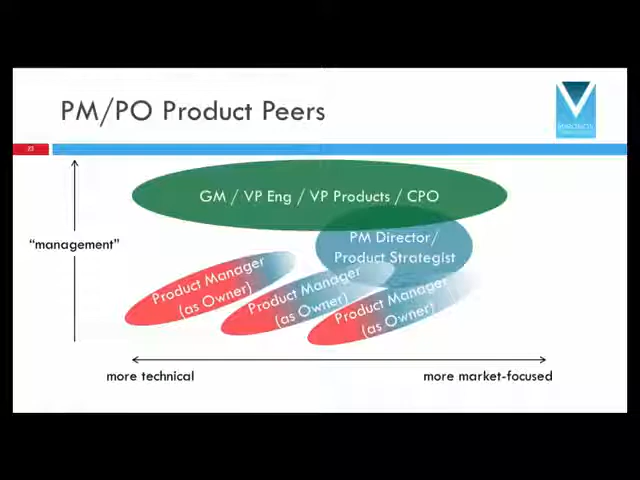 PM/PO Product Peers
GM / VP Eng / VP Products / CPO
"management"
PM Director/
Product Strategist
Product Manager
(as Owner)
Product Manager
(as Owner)
Product Manager
(as Owner)
more technical
more market-focused